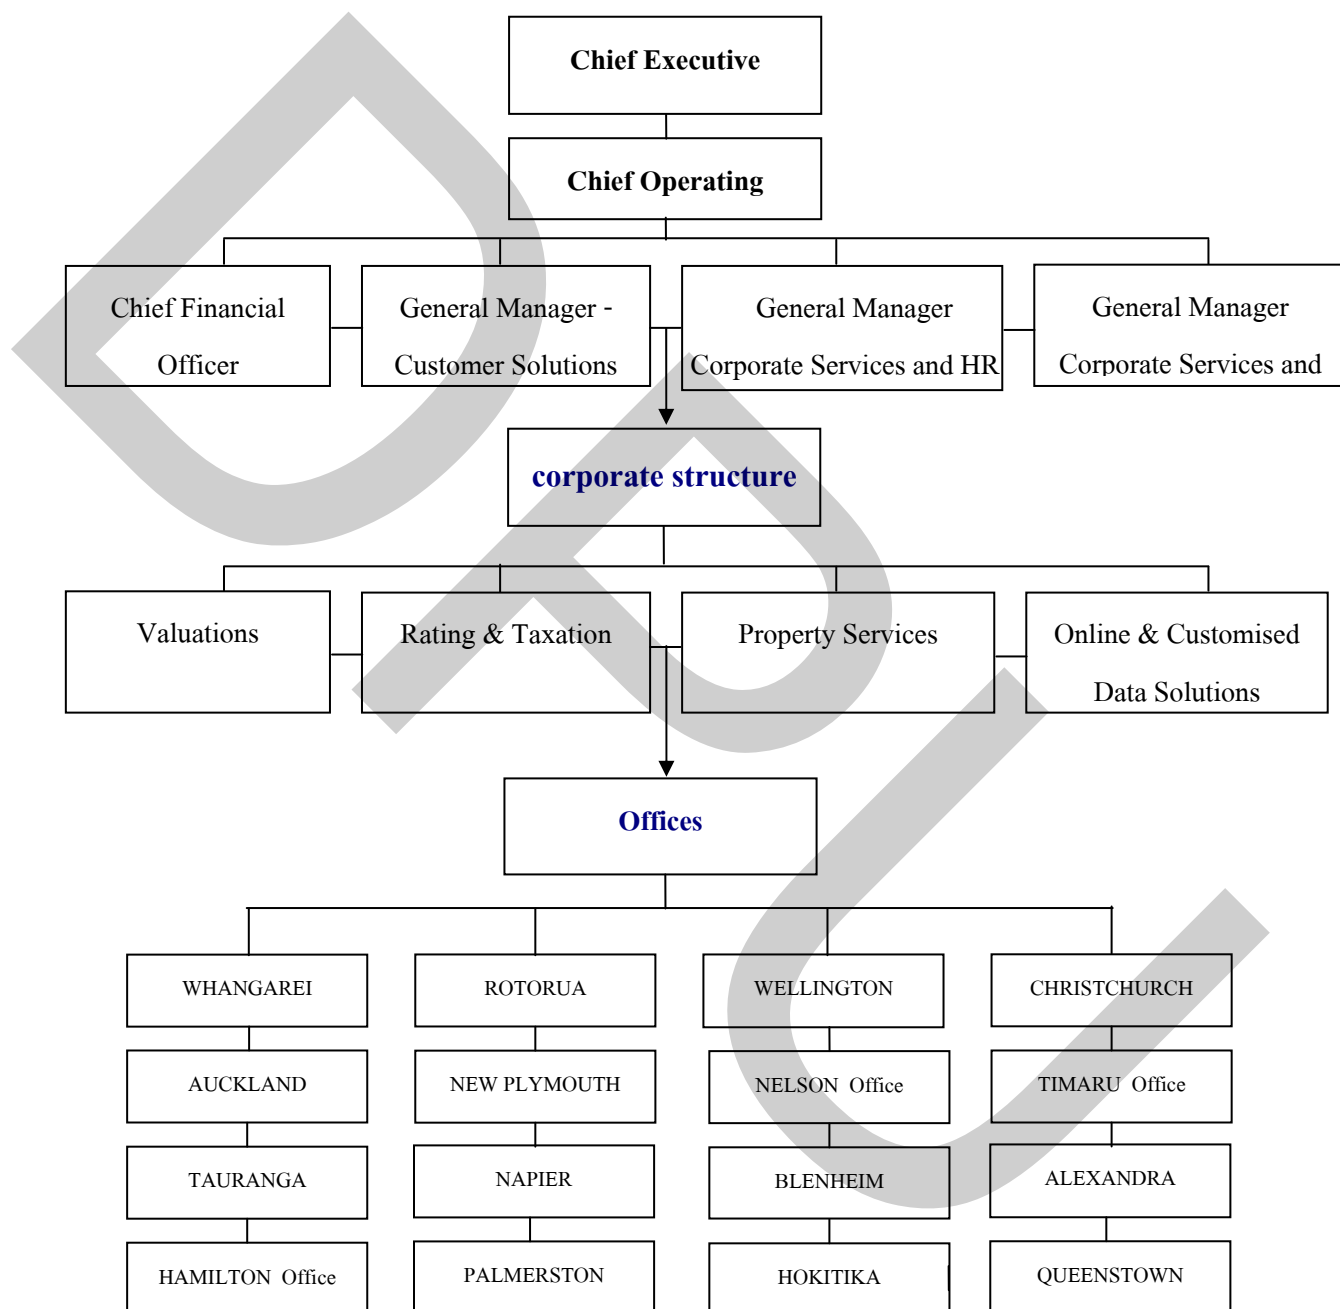 Chief Executive
Chief Operating
Chief Financial
Officer
General Manager -
Customer Solutions
General Manager
Corporate Services and HR
General Manager
Corporate Services and
corporate structure
Valuations
Rating & Taxation
Property Services
Online & Customised
Data Solutions
Offices
WHANGAREI
ROTORUA
WELLINGTON
CHRISTCHURCH
AUCKLAND
NEW PLYMOUTH
NELSON Office
TIMARU Office
TAURANGA
NAPIER
BLENHEIM
ALEXANDRA
HAMILTON Office
PALMERSTON
HOKITIKA
QUEENSTOWN
DPU